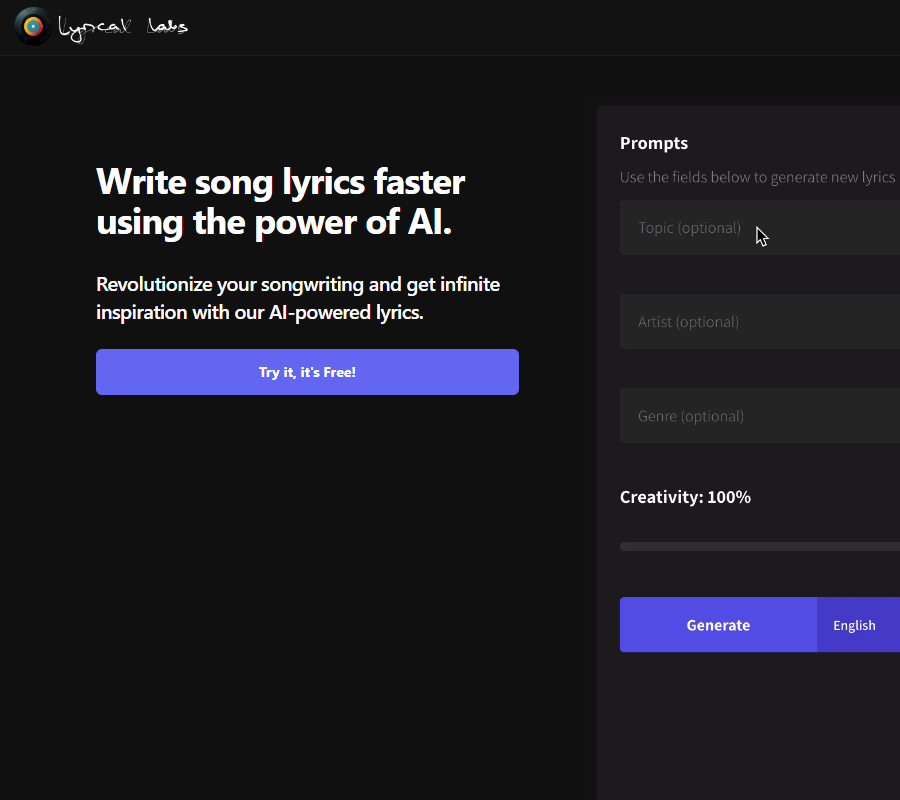 Lyrical Labs
Write song lyrics faster
using the power of AI.
Revolutionize your songwriting and get infinite
inspiration with our AI-powered lyrics.
Try it, it's Free!
Prompts
Use the fields below to generate new lyrics
Topic (optional)
Artist (optional)
Genre (optional)
Creativity: 100%
Generate
English